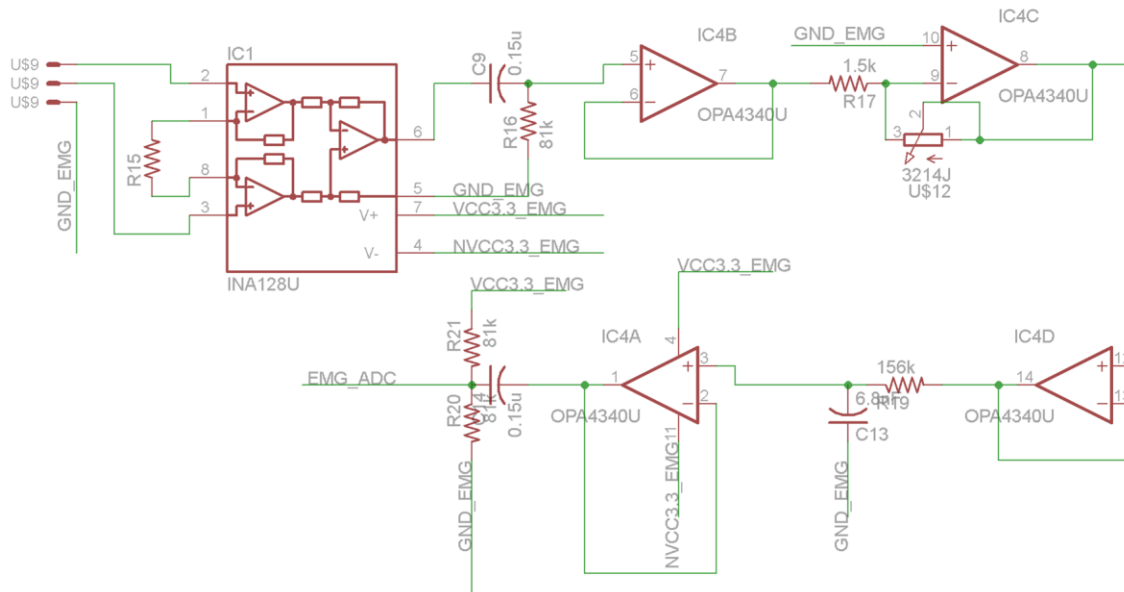 U$9
U$9
U$9
GND_EMG
R15
IC1
2
1
8
3
6
5
7
4
V+
V-
INA128U
GND_EMG
VCC3.3_EMG
NVCC3.3_EMG
C9
0.15u
R16
81k
IC4B
5
6
7
OPA4340U
1.5k
R17
GND_EMG
IC4C
10
9
8
OPA4340U
2
3
1
3214J
U$12
VCC3.3_EMG
R21
81k
EMG_ADC
R20
81k
0.15u
GND_EMG
IC4A
VCC3.3_EMG
4
3
2
1
11
OPA4340U
NVCC3.3_EMG
156k
R19
C13
GND_EMG
IC4D
14
13
OPA4340U